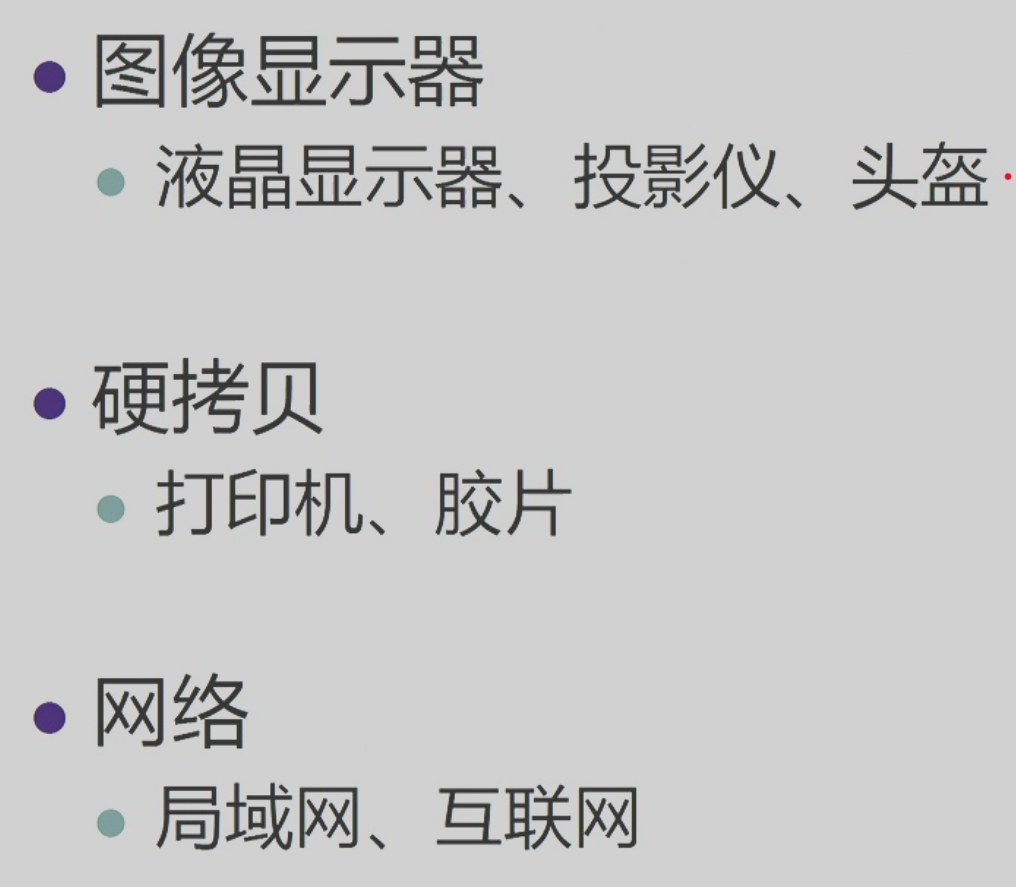 图像显示器
液晶显示器、投影仪、头盔
硬拷贝
打印机、胶片
网络
局域网、互联网